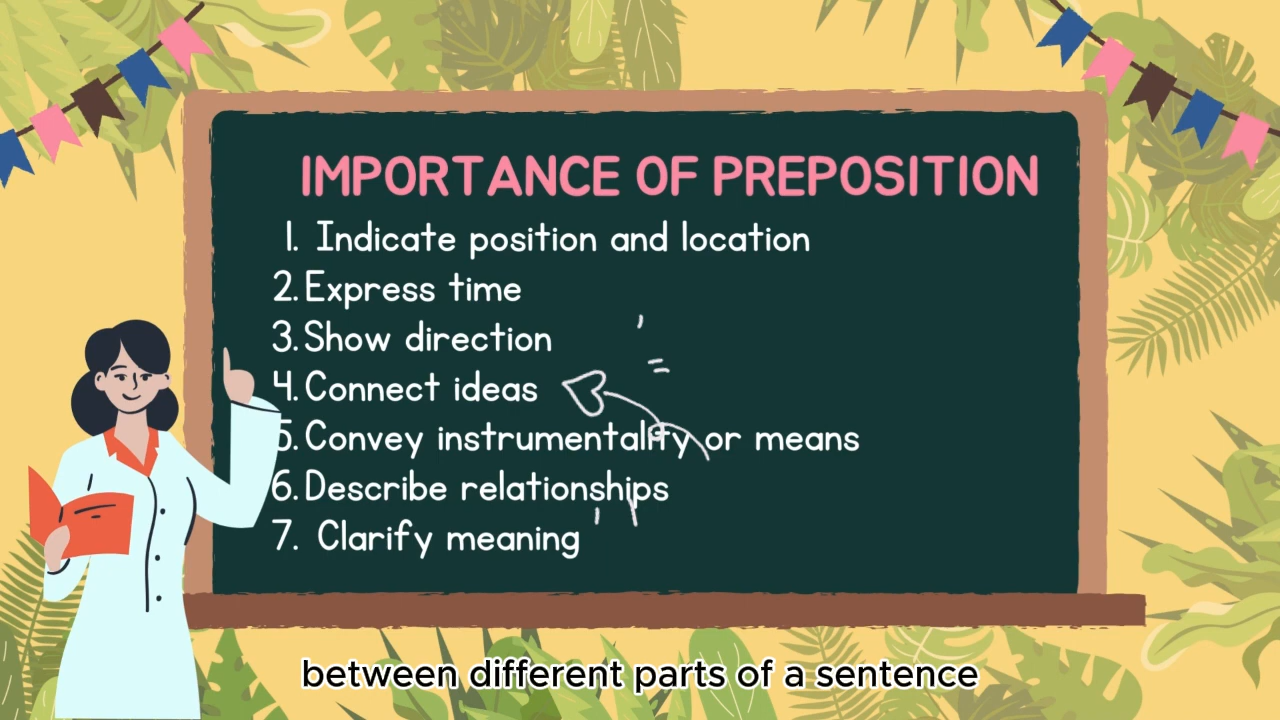 IMPORTANCE OF PREPOSITION
1. Indicate position and location
2. Express time
3. Show direction
4. Connect ideas
5. Convey instrumentality or means
6. Describe relationships
7. Clarify meaning
between different parts of a sentence